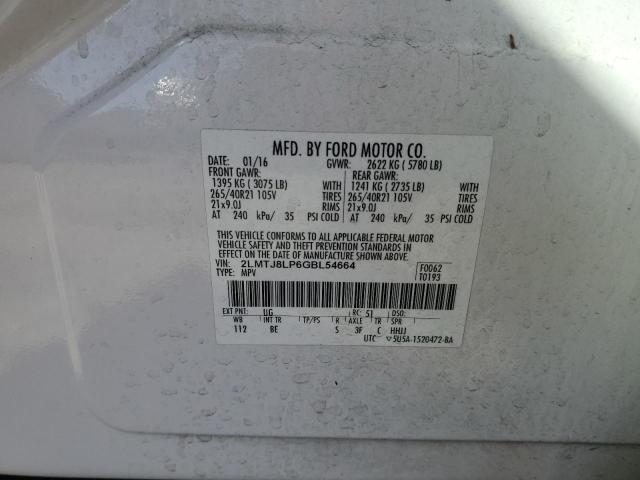 MFD. BY FORD MOTOR CO.
DATE: 01/16 GVWR: 2622 KG ( 5780 LB)
FRONT GAWR: REAR GAWR:
1395 KG ( 3075 LB) WITH 1241 KG ( 2735 LB) WITH
265/40R21 105V TIRES 265/40R21 105V TIRES
21x9.0J RIMS 21x9.0J RIMS
AT 240 kPa/ 35 PSI COLD AT 240 kPa/ 35 PSI COLD
THIS VEHICLE CONFORMS TO ALL APPLICABLE FEDERAL MOTOR
VEHICLE SAFETY AND THEFT PREVENTION STANDARDS IN
EFFECT ON THE DATE OF MANUFACTURE SHOWN ABOVE.
VIN: 2LMTJ8LP6GBL54664 F0062
TYPE: MPV T0193
EXT PNT: UG RC: 51 DSO:
WB INT TR TP/PS R AXLE TR SPR
112 BE 5 3F C HHJJ
UTC ▽5U5A-1520472-BA